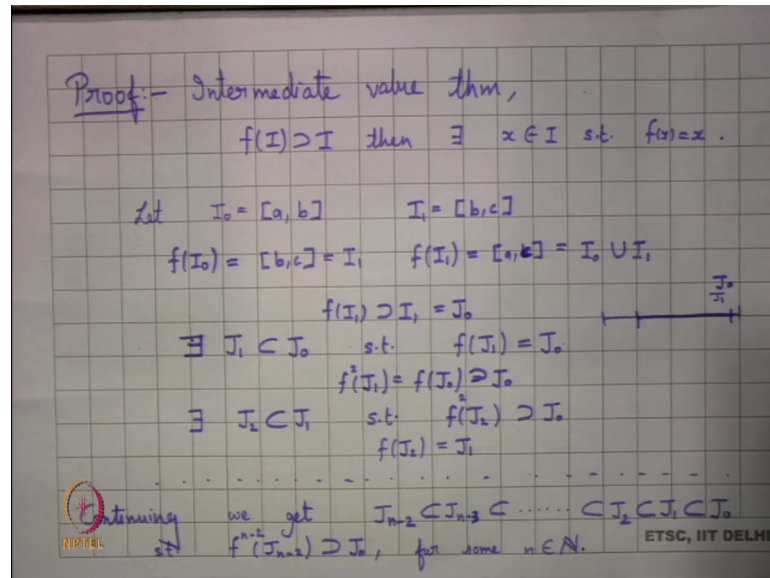 Proof:- Intermediate value thm,
f(I) ⊃ I then ∃ x ∈ I s.t. f(x) = x .
Let I₀ = [a, b] I₁ = [b, c]
f(I₀) = [b, c] = I₁ f(I₁) = [a, c] = I₀ ∪ I₁
f(I₁) ⊃ I₁ = J₀
J₀
J₁
∃ J₁ ⊂ J₀ s.t. f(J₁) = J₀
f²(J₁) = f(J₀) ⊇ J₀
∃ J₂ ⊂ J₁ s.t. f²(J₂) ⊃ J₀
f(J₂) = J₁
Continuing we get Jₙ₋₂ ⊂ Jₙ₋₃ ⊂ ...... ⊂ J₂ ⊂ J₁ ⊂ J₀
st fⁿ⁻²(Jₙ₋₂) ⊃ J₀, for some n ∈ N.
NPTEL
ETSC, IIT DELHI